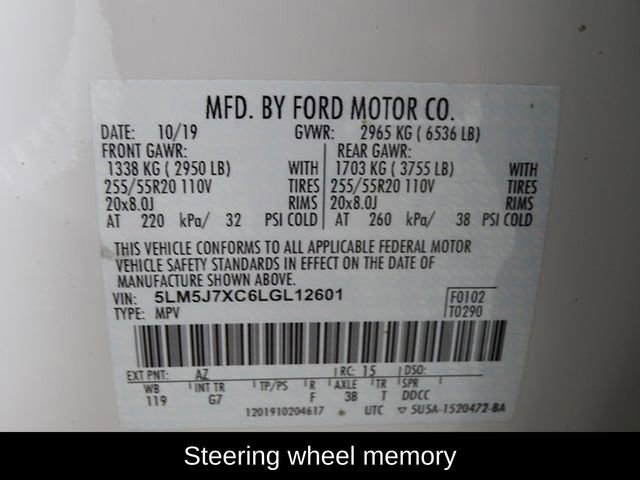 MFD. BY FORD MOTOR CO.
DATE: 10/19 GVWR: 2965 KG ( 6536 LB)
FRONT GAWR: REAR GAWR:
1338 KG ( 2950 LB) WITH 1703 KG ( 3755 LB) WITH
255/55R20 110V TIRES 255/55R20 110V TIRES
20x8.0J RIMS 20x8.0J RIMS
AT 220 kPa/ 32 PSI COLD AT 260 kPa/ 38 PSI COLD
THIS VEHICLE CONFORMS TO ALL APPLICABLE FEDERAL MOTOR
VEHICLE SAFETY STANDARDS IN EFFECT ON THE DATE OF
MANUFACTURE SHOWN ABOVE.
VIN: 5LM5J7XC6LGL12601 F0102
TYPE: MPV T0290
EXT PNT: AZ RC: 15 DSO:
WB INT TR TP/PS R AXLE TR SPR
119 G7 F 3B T DDCC
1201910204617 UTC ▽ 5U5A-1520472-BA
Steering wheel memory